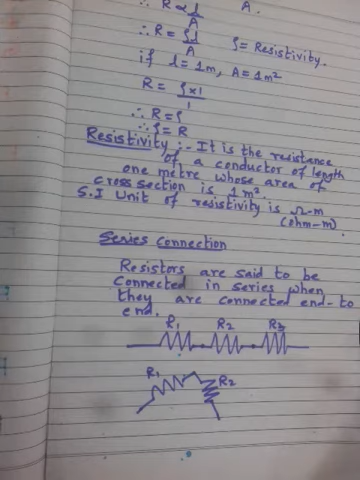 ∴ R ∝ l/A A.
∴ R = ρl/A ρ = Resistivity.
if l = 1m, A = 1m²
R = ρ×1/1
∴ R = ρ
∴ ρ = R
Resistivity :- It is the resistance
of a conductor of length
one metre whose area of
cross section is 1m².
S.I Unit of resistivity is Ω-m
(ohm-m).
Series Connection
Resistors are said to be
connected in series when
they are connected end-to
end.
R1 R2 R3
R1 R2